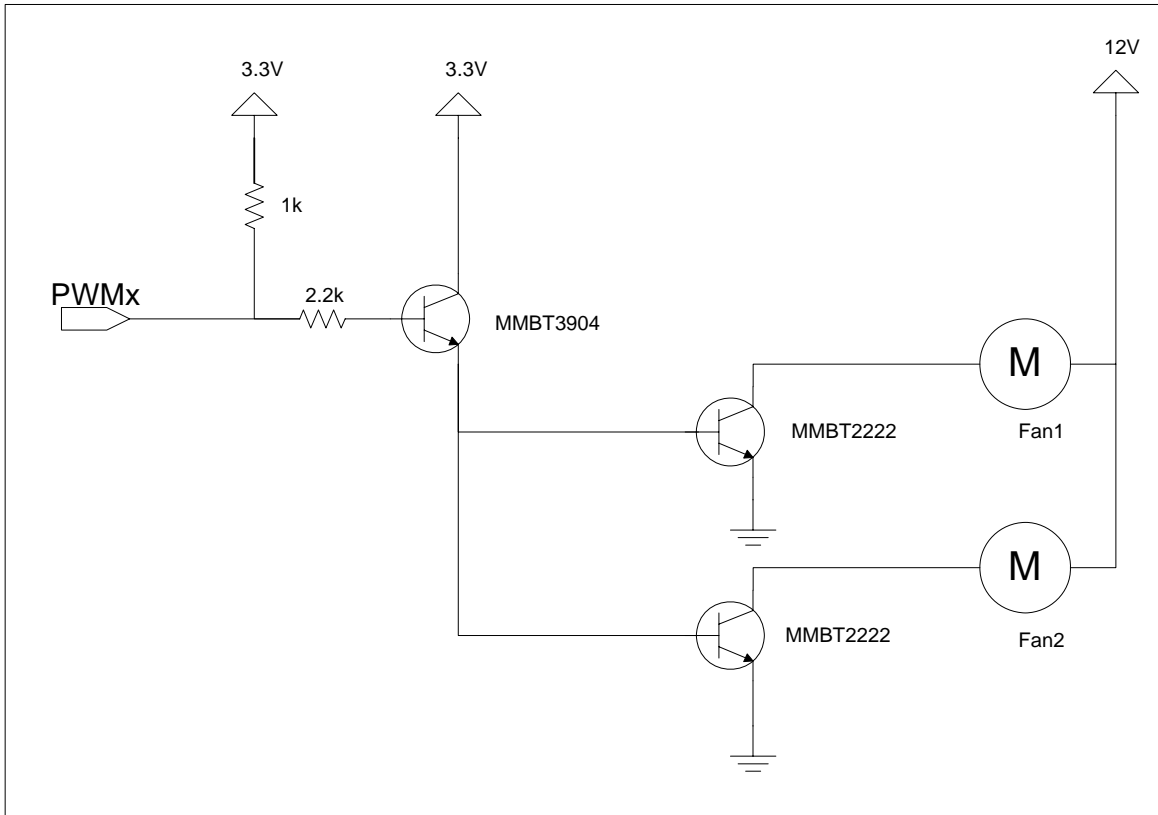 12V
3.3V
3.3V
1k
PWMx
2.2k
MMBT3904
M
MMBT2222
Fan1
M
MMBT2222
Fan2